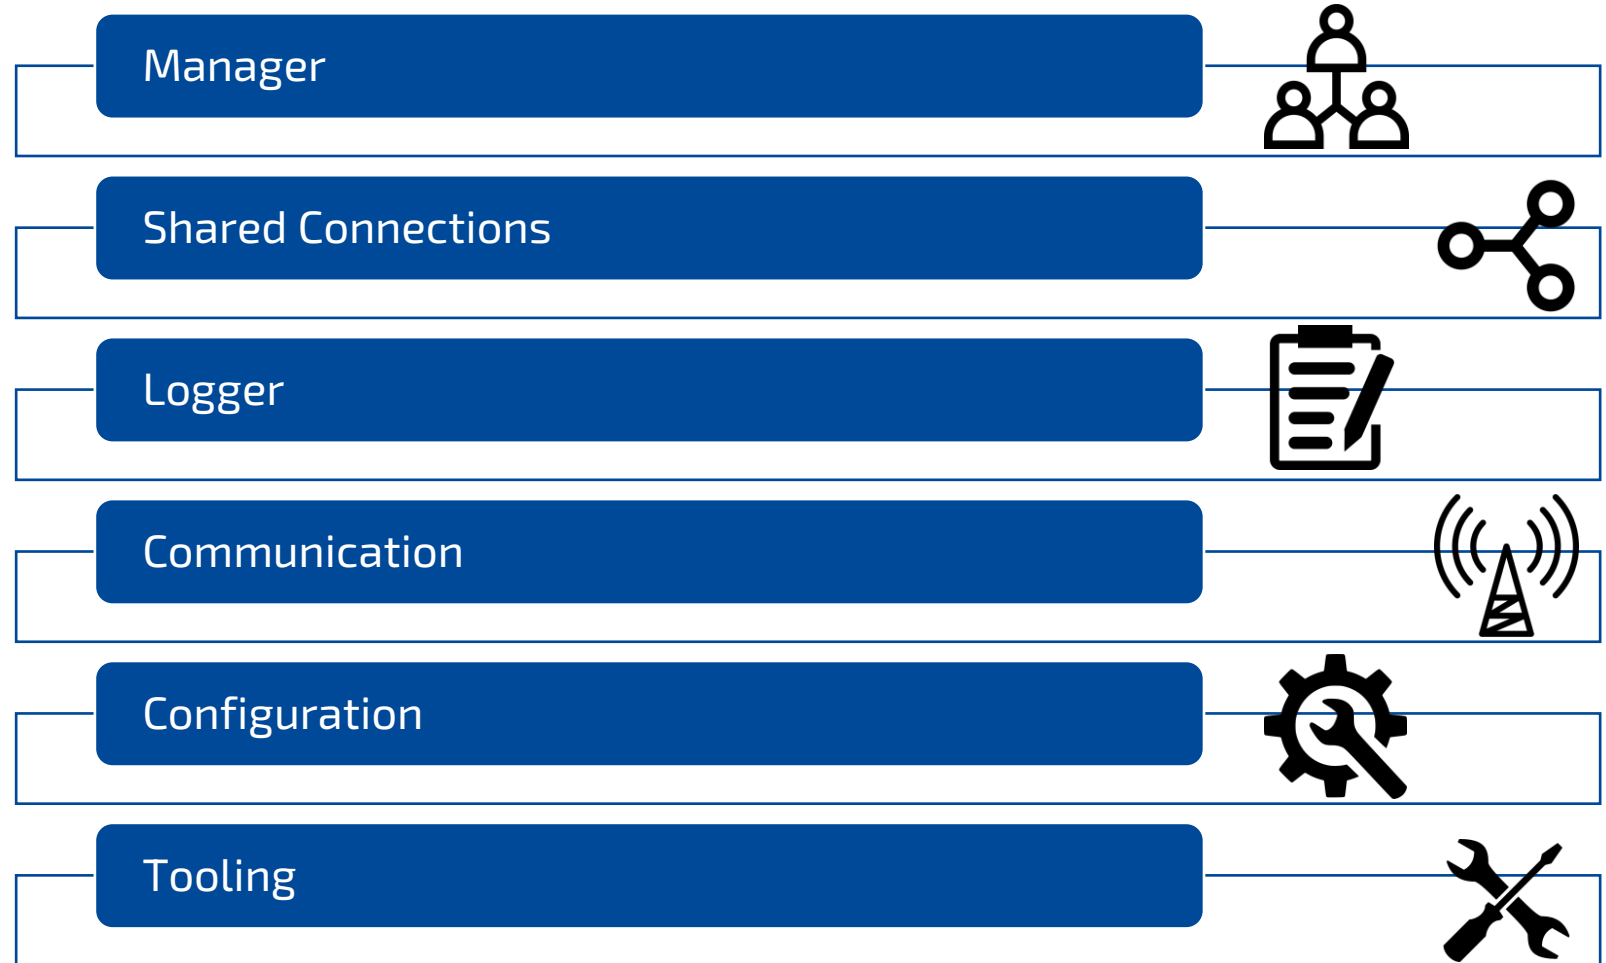 Manager
Shared Connections
Logger
Communication
Configuration
Tooling